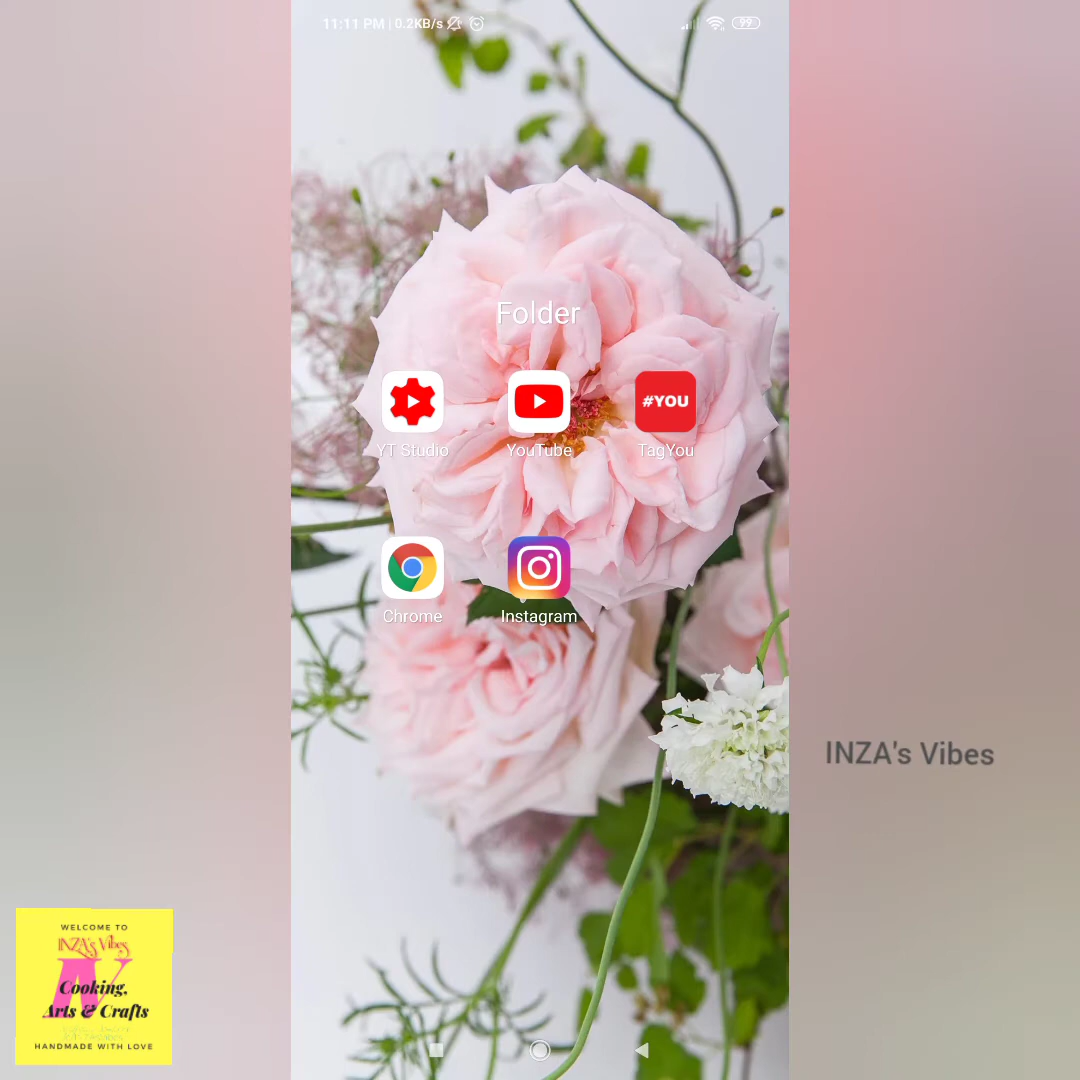 11:11 PM | 0.2KB/s
99
Folder
#YOU
YT Studio
YouTube
TagYou
Chrome
Instagram
INZA's Vibes
WELCOME TO
INZA's Vibes
Cooking,
Arts & Crafts
HANDMADE WITH LOVE